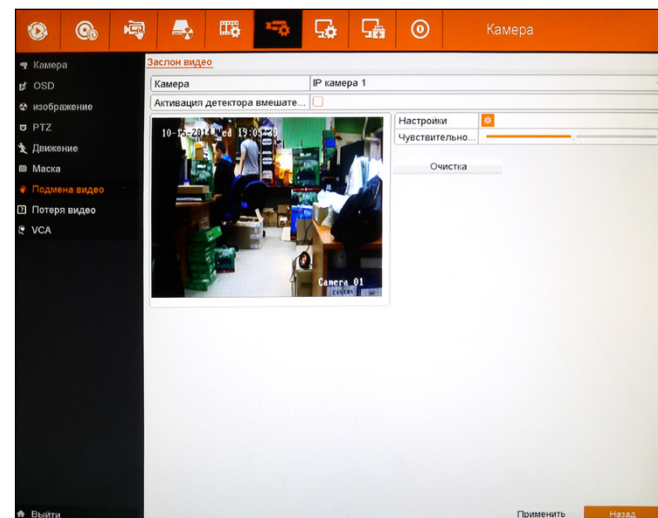 Камера
Камера
OSD
изображение
PTZ
Движение
Маска
Подмена видео
Потеря видео
VCA
Выйти
Заслон видео
Камера IP камера 1
Активация детектора вмешате...
Настройки
Чувствительно...
Очистка
Camera 01
Применить Назад